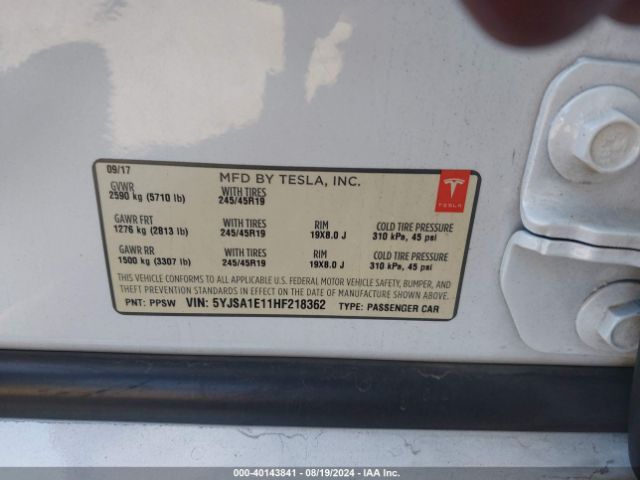 09/17
MFD BY TESLA, INC.
GVWR
2590 kg (5710 lb)
WITH TIRES
245/45R19
TESLA
GAWR FRT
1276 kg (2813 lb)
WITH TIRES
245/45R19
RIM
19X8.0 J
COLD TIRE PRESSURE
310 kPa, 45 psi
GAWR RR
1500 kg (3307 lb)
WITH TIRES
245/45R19
RIM
19X8.0 J
COLD TIRE PRESSURE
310 kPa, 45 psi
THIS VEHICLE CONFORMS TO ALL APPLICABLE U.S. FEDERAL MOTOR VEHICLE SAFETY, BUMPER, AND
THEFT PREVENTION STANDARDS IN EFFECT ON THE DATE OF MANUFACTURE SHOWN ABOVE.
PNT: PPSW VIN: 5YJSA1E11HF218362 TYPE: PASSENGER CAR
000-40143841 - 08/19/2024 - IAA Inc.